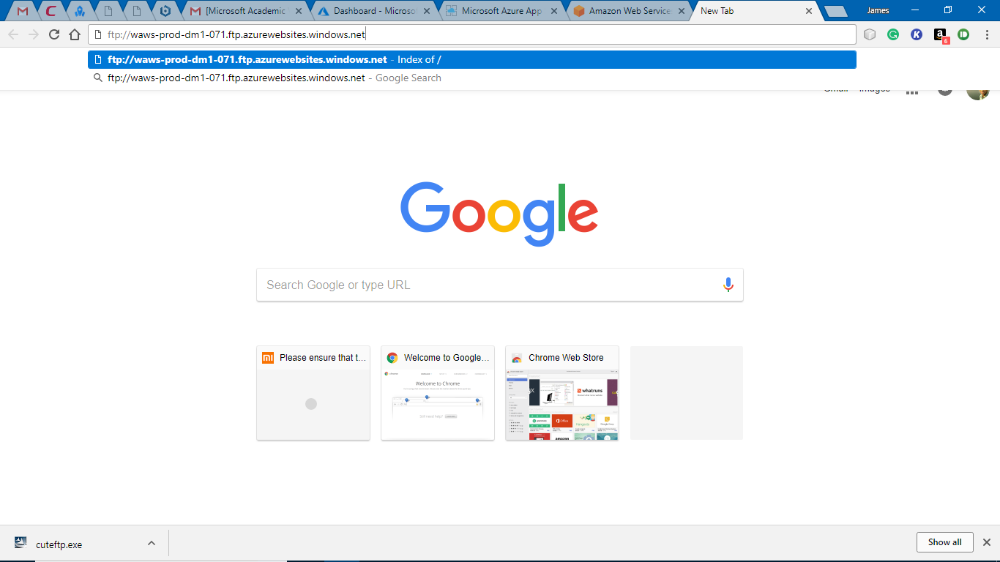 [Microsoft Academic
Dashboard - Microso
Microsoft Azure App
Amazon Web Service
New Tab
James
ftp://waws-prod-dm1-071.ftp.azurewebsites.windows.net
6
ftp://waws-prod-dm1-071.ftp.azurewebsites.windows.net - Index of /
ftp://waws-prod-dm1-071.ftp.azurewebsites.windows.net - Google Search
Gmail Images
Google
Search Google or type URL
Please ensure that t...
Welcome to Google...
Chrome Web Store
Welcome to Chrome
whatruns
Office
cuteftp.exe
Show all